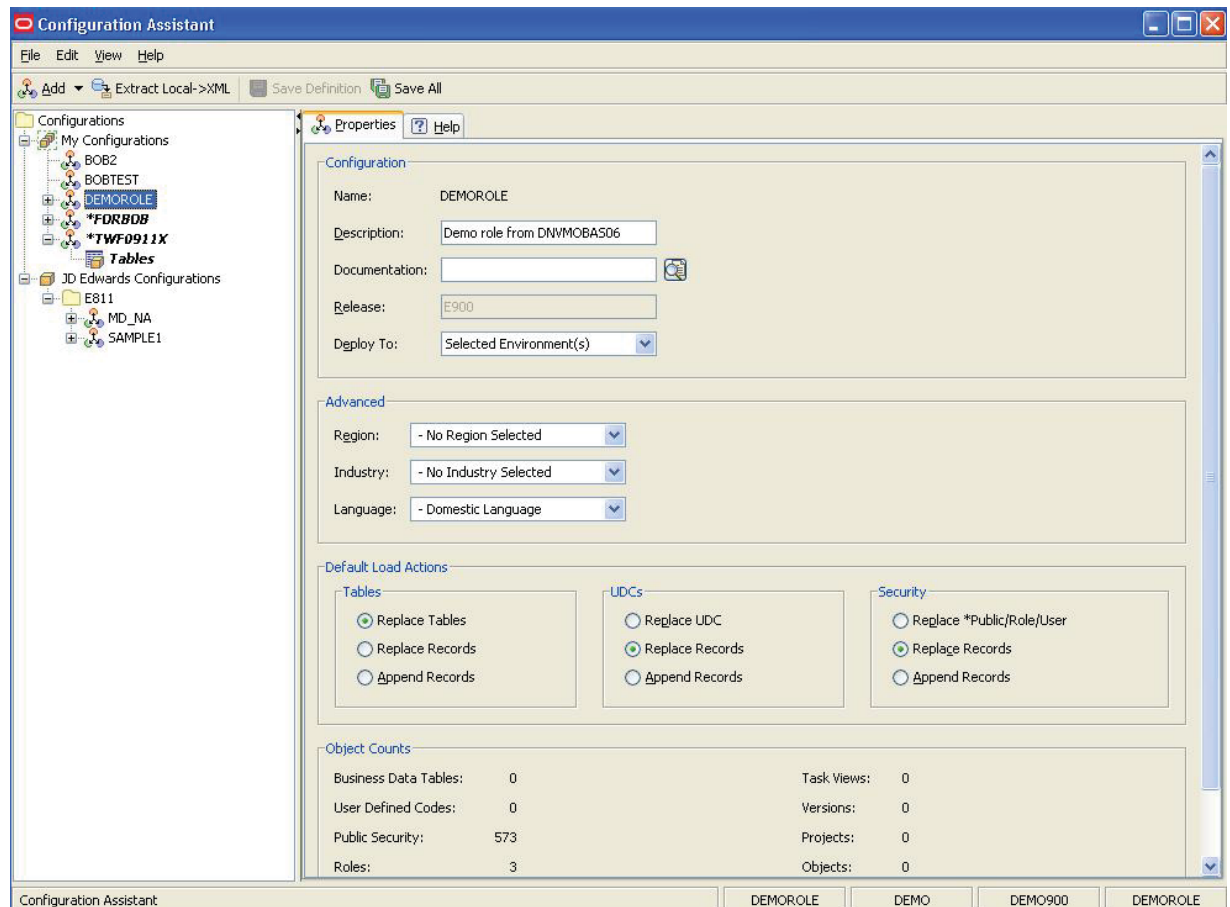 Configuration Assistant
File Edit View Help
Add Extract Local->XML Save Definition Save All
Configurations
My Configurations
BOB2
BOBTEST
DEMOROLE
*FORBOB
*TWF0911X
Tables
JD Edwards Configurations
E811
MD_NA
SAMPLE1
Properties ? Help
Configuration
Name: DEMOROLE
Description: Demo role from DNVMOBAS06
Documentation:
Release: E900
Deploy To: Selected Environment(s)
Advanced
Region: - No Region Selected
Industry: - No Industry Selected
Language: - Domestic Language
Default Load Actions
Tables UDCs Security
Replace Tables Replace UDC Replace *Public/Role/User
Replace Records Replace Records Replace Records
Append Records Append Records Append Records
Object Counts
Business Data Tables: 0 Task Views: 0
User Defined Codes: 0 Versions: 0
Public Security: 573 Projects: 0
Roles: 3 Objects: 0
Configuration Assistant DEMOROLE DEMO DEMO900 DEMOROLE